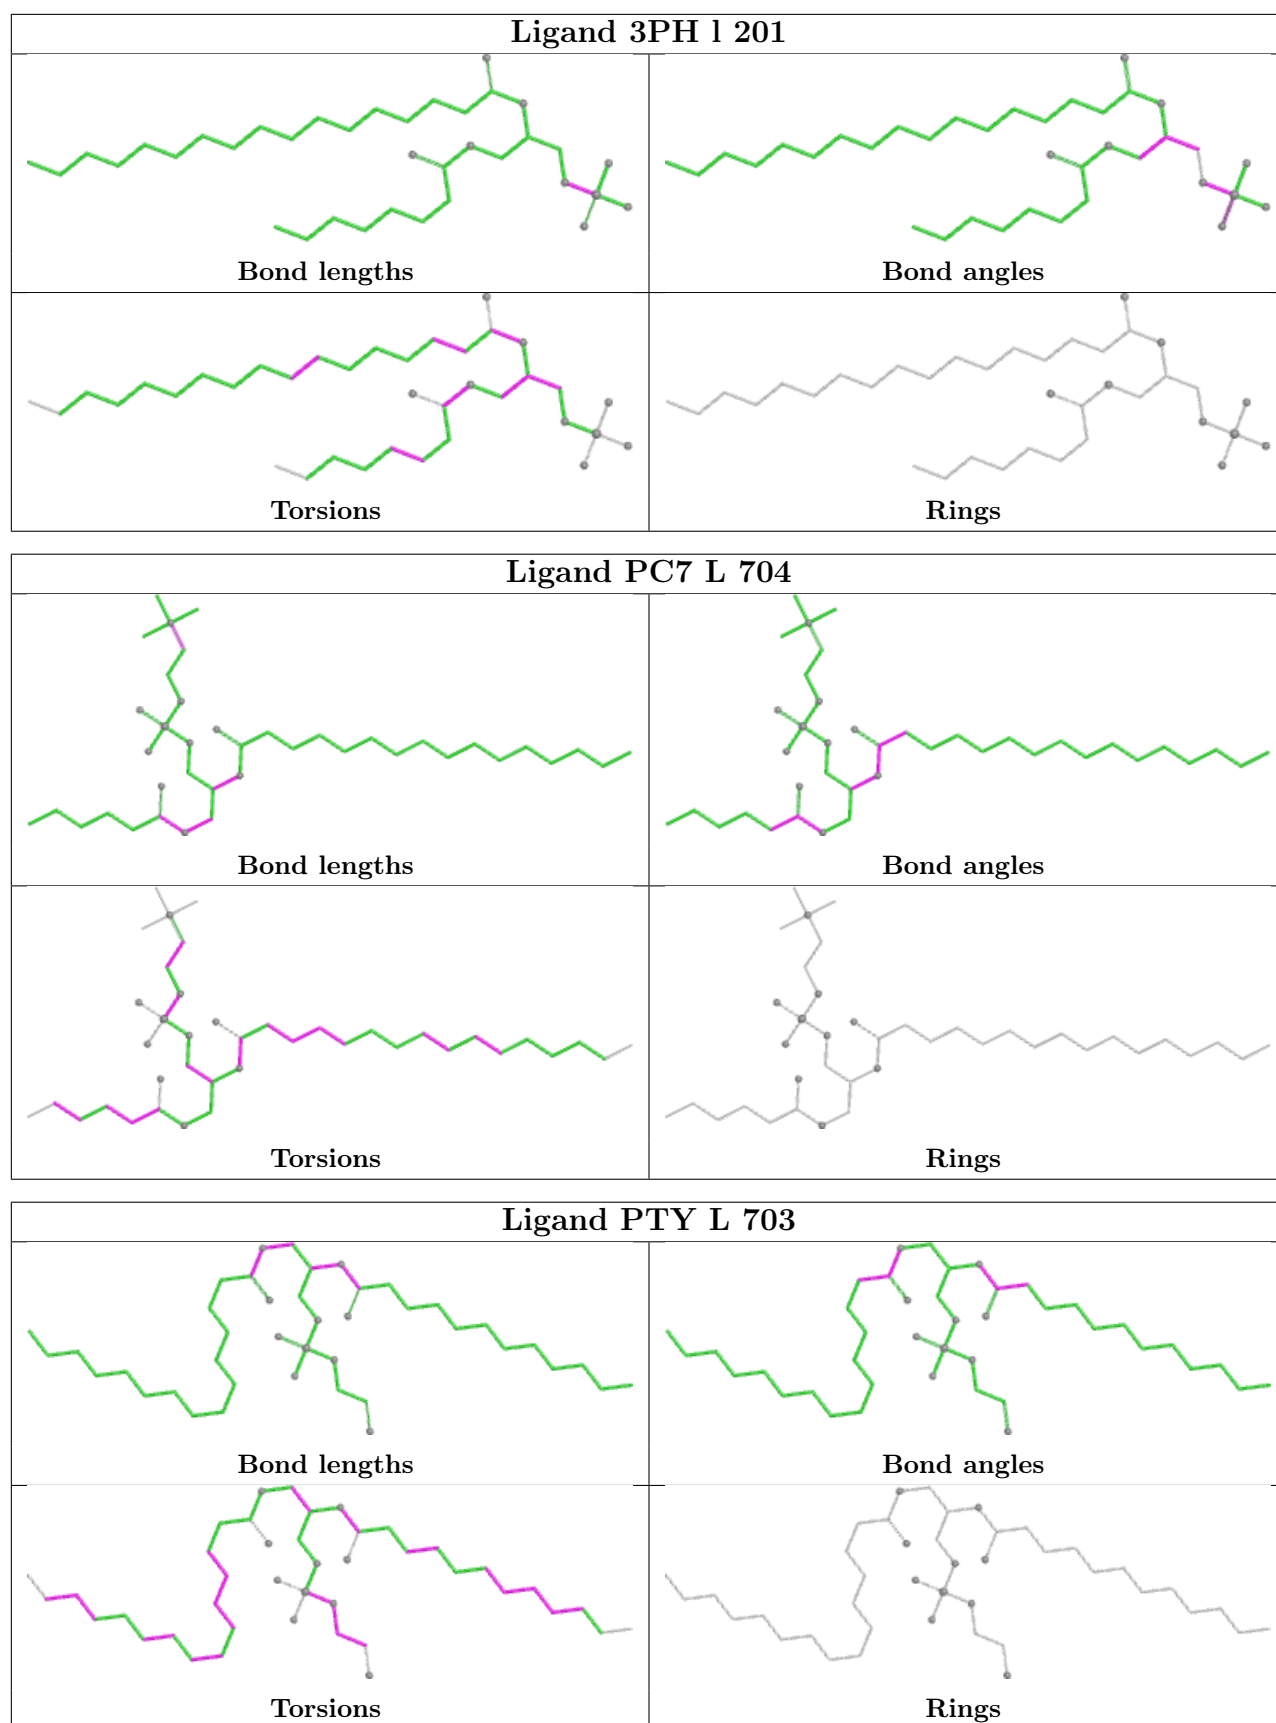 Ligand 3PH l 201
Bond lengths
Bond angles
Torsions
Rings
Ligand PC7 L 704
Bond lengths
Bond angles
Torsions
Rings
Ligand PTY L 703
Bond lengths
Bond angles
Torsions
Rings